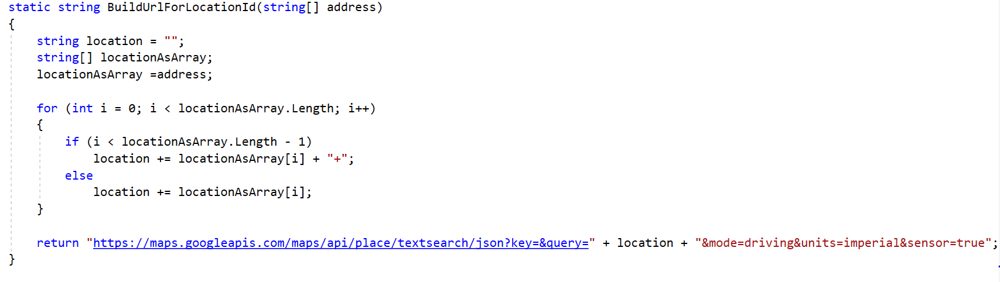 static string BuildUrlForLocationId(string[] address)
{
    string location = "";
    string[] locationAsArray;
    locationAsArray =address;
    for (int i = 0; i < locationAsArray.Length; i++)
    {
        if (i < locationAsArray.Length - 1)
            location += locationAsArray[i] + "+";
        else
            location += locationAsArray[i];
    }
    return "https://maps.googleapis.com/maps/api/place/textsearch/json?key=&query=" + location + "&mode=driving&units=imperial&sensor=true";
}